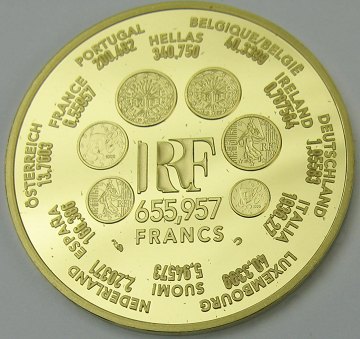 HELLAS
340,750
BELGIQUE/BELGIË
40,3399
IRELAND
0,787564
DEUTSCHLAND
1,95583
ITALIA
1936,27
LUXEMBOURG
40,3399
SUOMI
5,94573
NEDERLAND
2,20371
ESPAÑA
166,386
ÖSTERREICH
13,7603
FRANCE
6,55957
PORTUGAL
200,482
RF
655,957
FRANCS